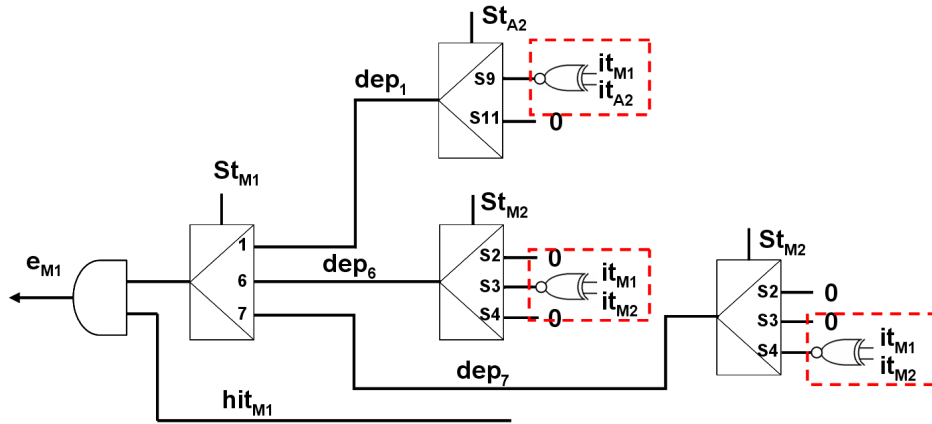 St_A2
S9
it_M1
it_A2
dep_1
S11
0
St_M1
St_M2
1
S2
0
e_M1
dep_6
6
S3
it_M1
it_M2
7
S4
0
St_M2
S2
0
S3
0
S4
it_M1
it_M2
dep_7
hit_M1